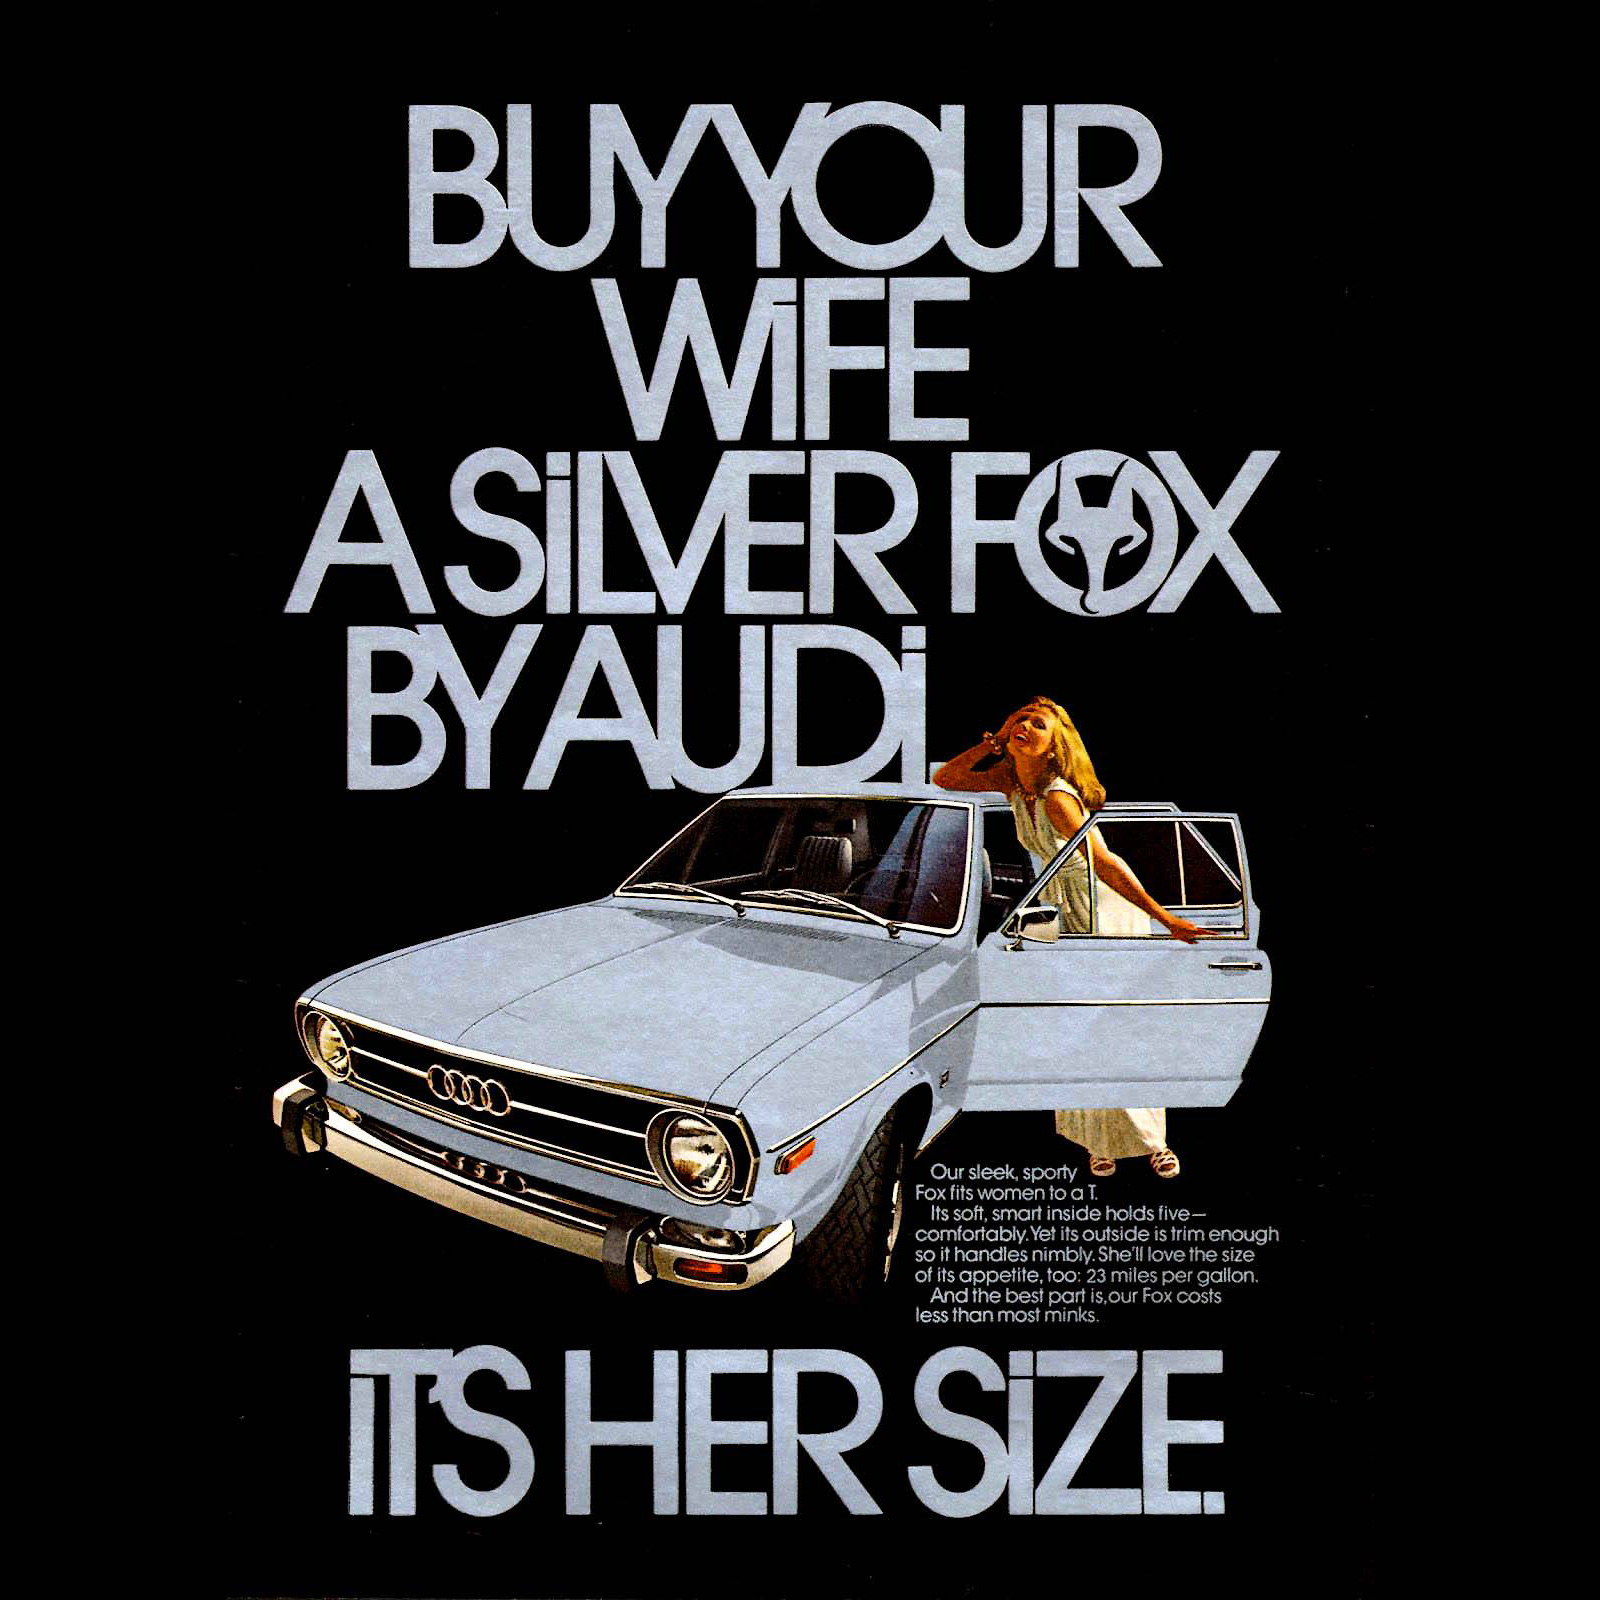 BUY YOUR
WiFE
A SiLVER FOX
BY AUDi.
Our sleek, sporty
Fox fits women to a T.
Its soft, smart inside holds five—
comfortably. Yet its outside is trim enough
so it handles nimbly. She'll love the size
of its appetite, too: 23 miles per gallon.
And the best part is, our Fox costs
less than most minks.
iT'S HER SiZE.